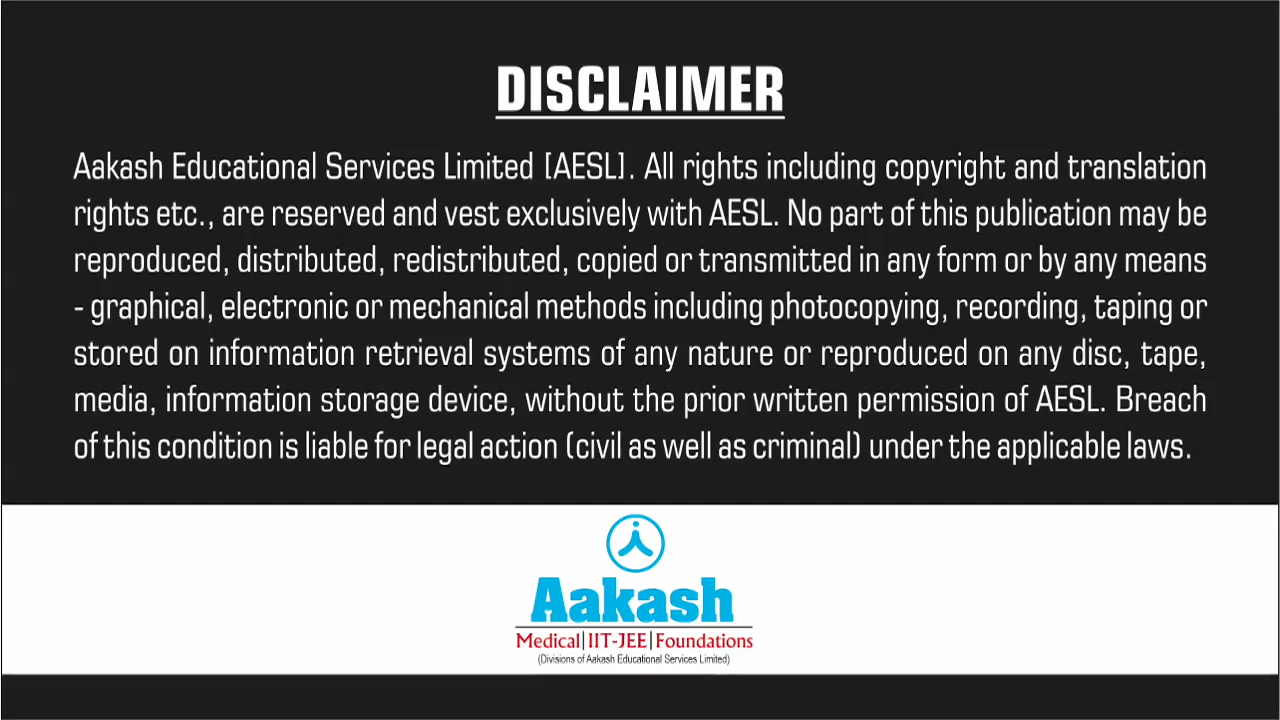 DISCLAIMER
Aakash Educational Services Limited [AESL]. All rights including copyright and translation
rights etc., are reserved and vest exclusively with AESL. No part of this publication may be
reproduced, distributed, redistributed, copied or transmitted in any form or by any means
- graphical, electronic or mechanical methods including photocopying, recording, taping or
stored on information retrieval systems of any nature or reproduced on any disc, tape,
media, information storage device, without the prior written permission of AESL. Breach
of this condition is liable for legal action (civil as well as criminal) under the applicable laws.
Aakash
Medical|IIT-JEE|Foundations
(Divisions of Aakash Educational Services Limited)